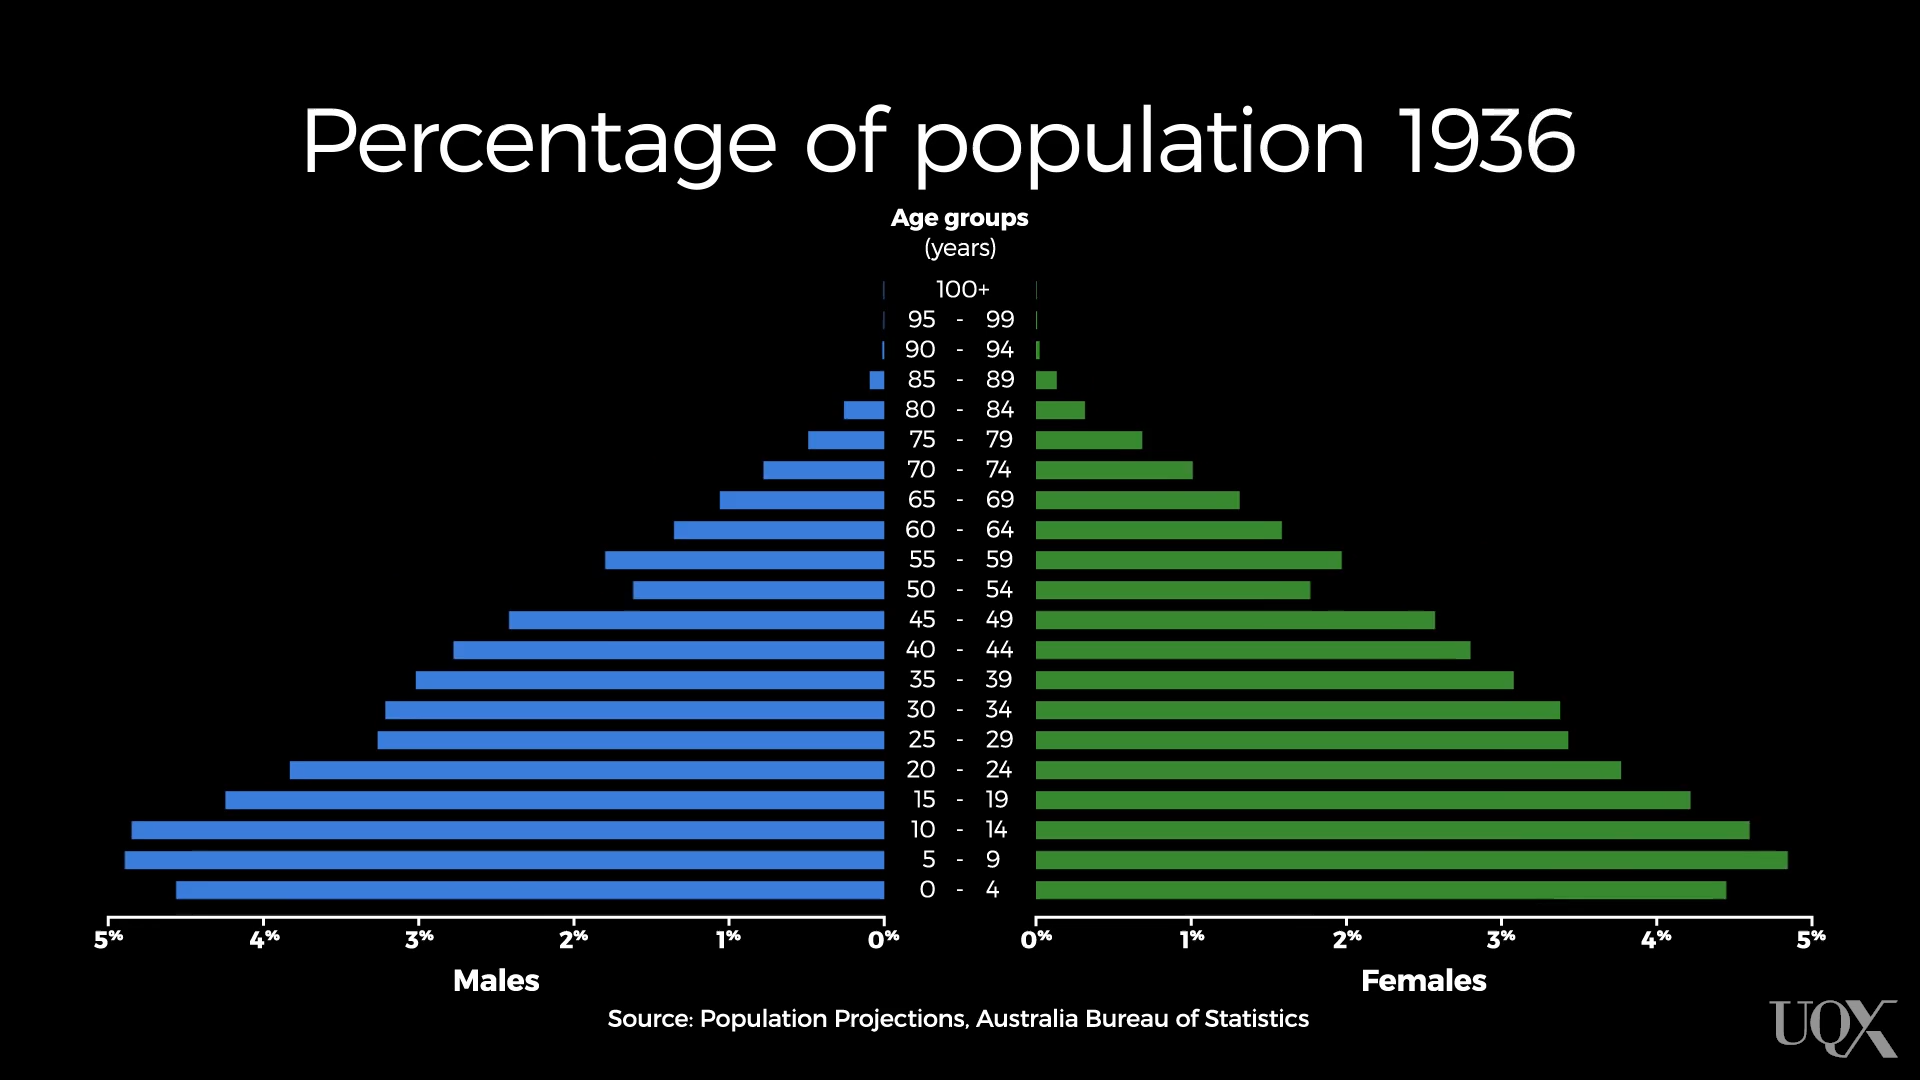 Percentage of population 1936
Age groups
(years)
100+
95 - 99
90 - 94
85 - 89
80 - 84
75 - 79
70 - 74
65 - 69
60 - 64
55 - 59
50 - 54
45 - 49
40 - 44
35 - 39
30 - 34
25 - 29
20 - 24
15 - 19
10 - 14
5 - 9
0 - 4
5% 4% 3% 2% 1% 0% 0% 1% 2% 3% 4% 5%
Males Females
Source: Population Projections, Australia Bureau of Statistics
UQX